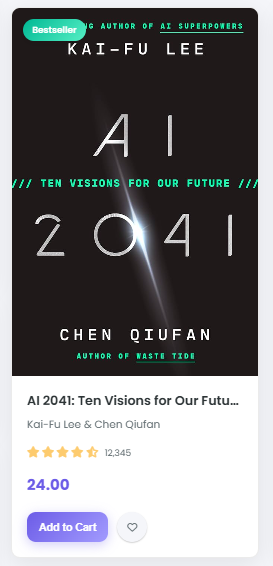 Bestseller
NG AUTHOR OF AI SUPERPOWERS
KAI-FU LEE
AI
/// TEN VISIONS FOR OUR FUTURE ///
2041
CHEN QIUFAN
AUTHOR OF WASTE TIDE
AI 2041: Ten Visions for Our Futu...
Kai-Fu Lee & Chen Qiufan
12,345
24.00
Add to Cart